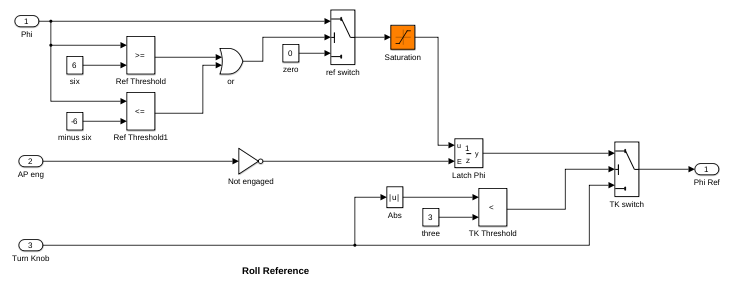 1
Phi
6
six
>=
Ref Threshold
-6
minus six
<=
Ref Threshold1
or
0
zero
ref switch
Saturation
2
AP eng
Not engaged
u
E
1
z
y
Latch Phi
|u|
Abs
3
three
<
TK Threshold
TK switch
1
Phi Ref
3
Turn Knob
Roll Reference